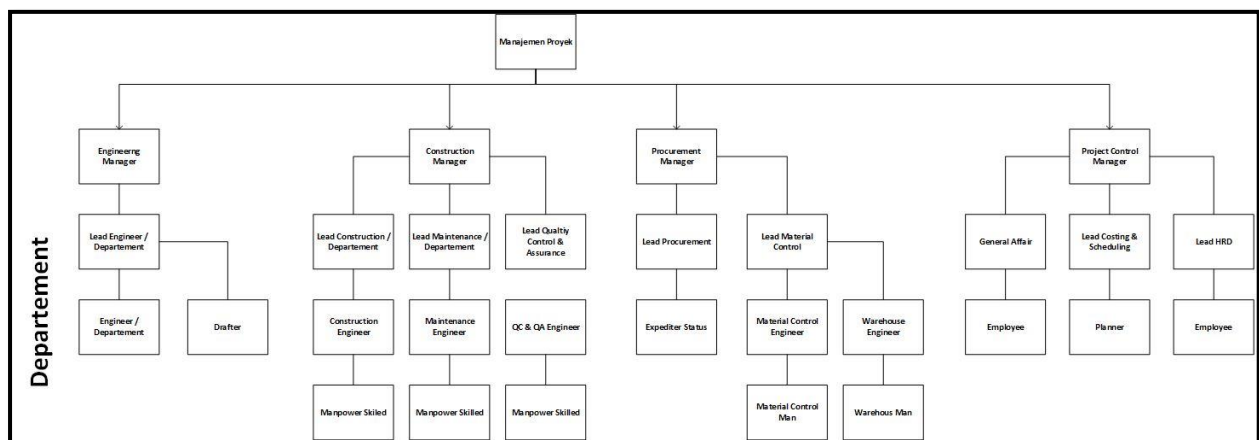 Manajemen Proyek
Engineerng
Manager
Construction
Manager
Procurement
Manager
Project Control
Manager
Lead Engineer /
Departement
Lead Construction /
Departement
Lead Maintenance /
Departement
Lead Qualtiy
Control &
Assurance
Lead Procurement
Lead Material
Control
General Affair
Lead Costing &
Scheduling
Lead HRD
Engineer /
Departement
Drafter
Construction
Engineer
Maintenance
Engineer
QC & QA Engineer
Expediter Status
Material Control
Engineer
Warehouse
Engineer
Employee
Planner
Employee
Manpower Skiled
Manpower Skilled
Manpower Skilled
Material Control
Man
Warehous Man
Departement